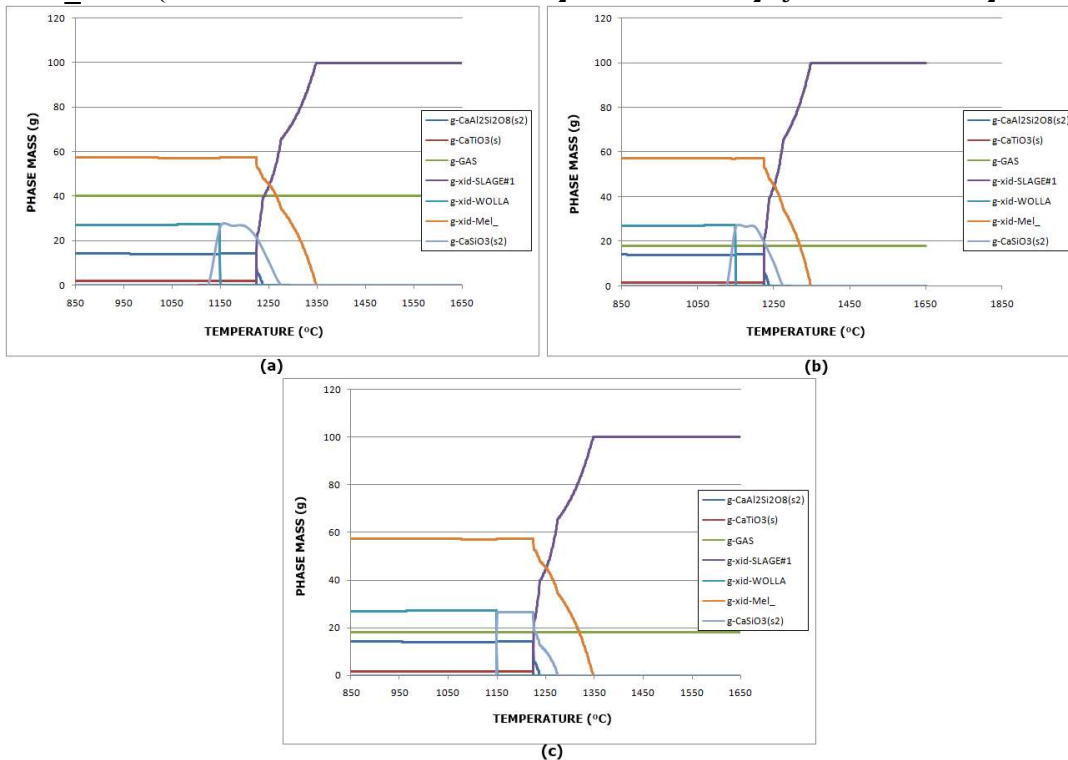 120
100
80
60
40
20
0
PHASE MASS (g)
850 950 1050 1150 1250 1350 1450 1550 1650
TEMPERATURE (ºC)
g-CaAl2Si2O8(s2)
g-CaTiO3(s)
g-GAS
g-xid-SLAGE#1
g-xid-WOLLA
g-xid-Mel_
g-CaSiO3(s2)
(a)
120
100
80
60
40
20
0
PHASE MASS (g)
850 1050 1250 1450 1650 1850
TEMPERATURE (ºC)
g-CaAl2Si2O8(s2)
g-CaTiO3(s)
g-GAS
g-xid-SLAGE#1
g-xid-WOLLA
g-xid-Mel_
g-CaSiO3(s2)
(b)
120
100
80
60
40
20
0
PHASE MASS (g)
850 950 1050 1150 1250 1350 1450 1550 1650
TEMPERATURE (ºC)
g-CaAl2Si2O8(s2)
g-CaTiO3(s)
g-GAS
g-xid-SLAGE#1
g-xid-WOLLA
g-xid-Mel_
g-CaSiO3(s2)
(c)